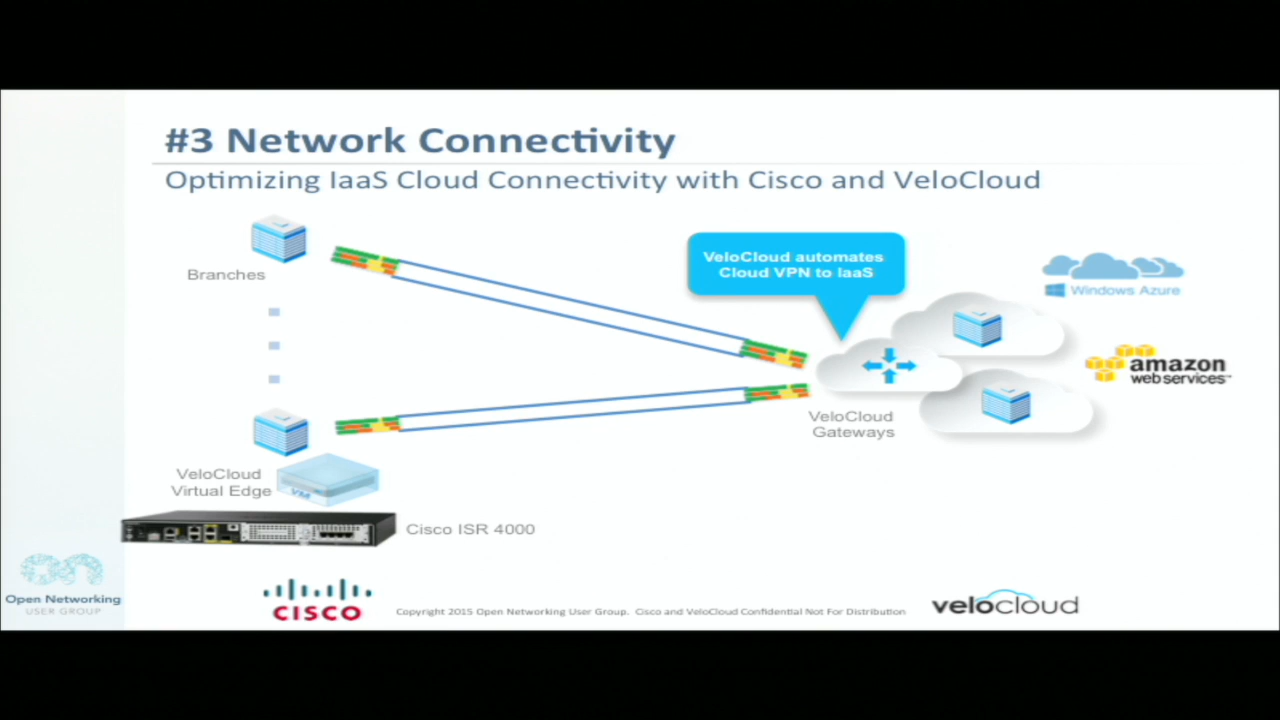 #3 Network Connectivity
Optimizing IaaS Cloud Connectivity with Cisco and VeloCloud
Branches
VeloCloud automates
Cloud VPN to IaaS
Windows Azure
amazon
web services™
VeloCloud
Gateways
VeloCloud
Virtual Edge
VM
Cisco ISR 4000
Open Networking
USER GROUP
CISCO
Copyright 2015 Open Networking User Group. Cisco and VeloCloud Confidential Not For Distribution
velocloud